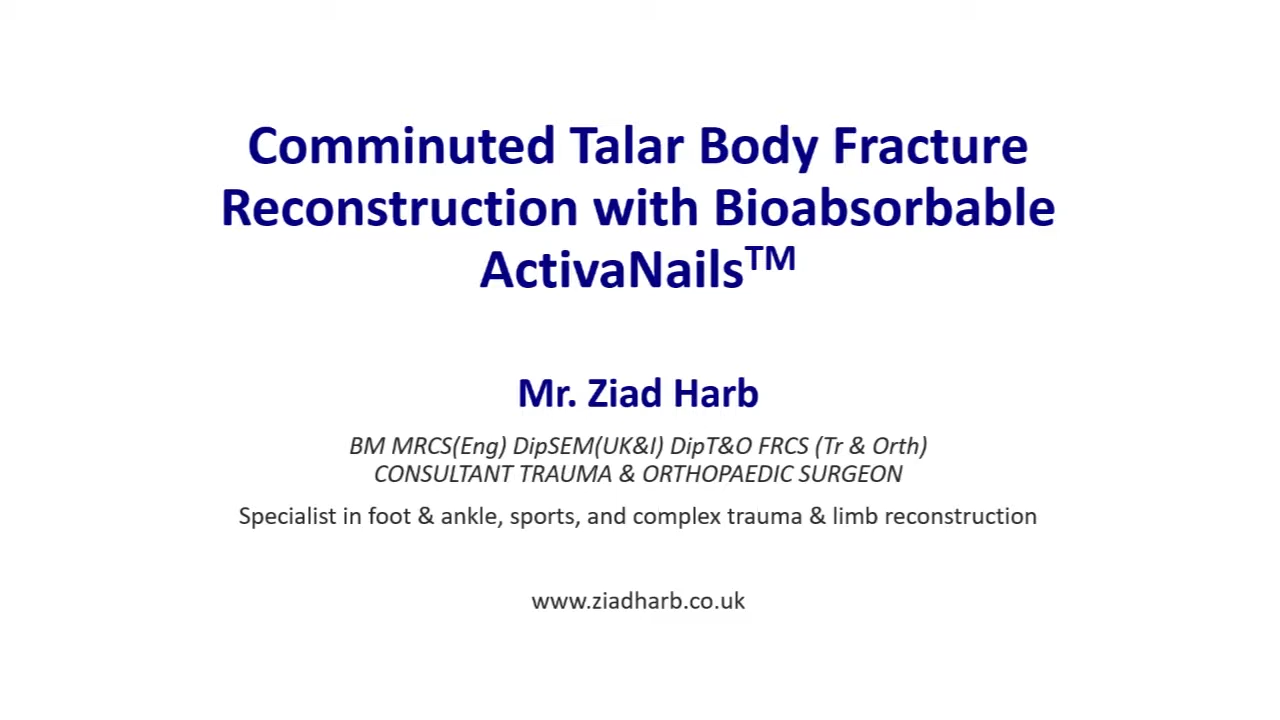 Comminuted Talar Body Fracture
Reconstruction with Bioabsorbable
ActivaNails™
Mr. Ziad Harb
BM MRCS(Eng) DipSEM(UK&I) DipT&O FRCS (Tr & Orth)
CONSULTANT TRAUMA & ORTHOPAEDIC SURGEON
Specialist in foot & ankle, sports, and complex trauma & limb reconstruction
www.ziadharb.co.uk